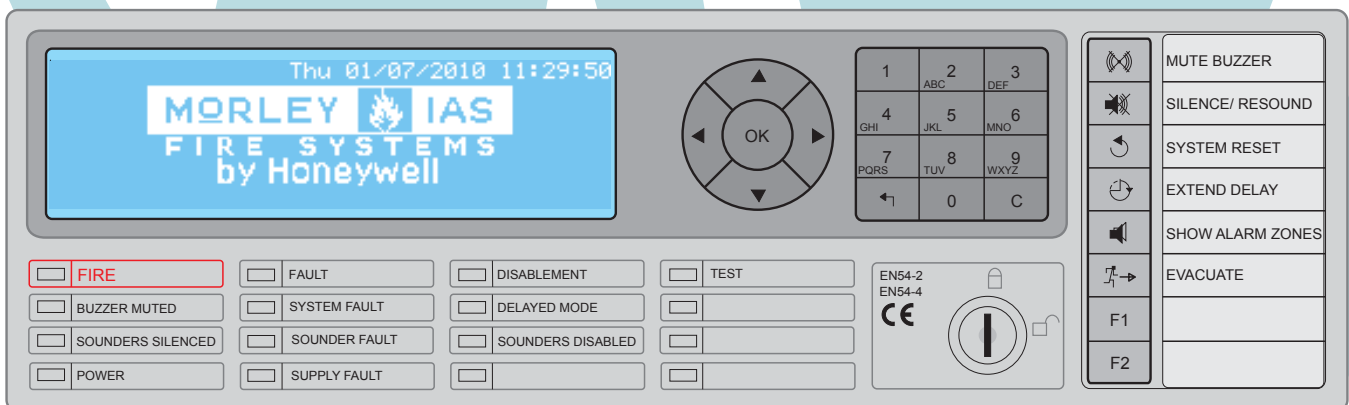 Thu 01/07/2010 11:29:50
MORLEY IAS
FIRE SYSTEMS
by Honeywell
OK
1
2
ABC
3
DEF
4
GHI
5
JKL
6
MNO
7
PQRS
8
TUV
9
WXYZ
0
C
MUTE BUZZER
SILENCE/ RESOUND
SYSTEM RESET
EXTEND DELAY
SHOW ALARM ZONES
EVACUATE
F1
F2
FIRE
BUZZER MUTED
SOUNDERS SILENCED
POWER
FAULT
SYSTEM FAULT
SOUNDER FAULT
SUPPLY FAULT
DISABLEMENT
DELAYED MODE
SOUNDERS DISABLED
TEST
EN54-2
EN54-4
CE